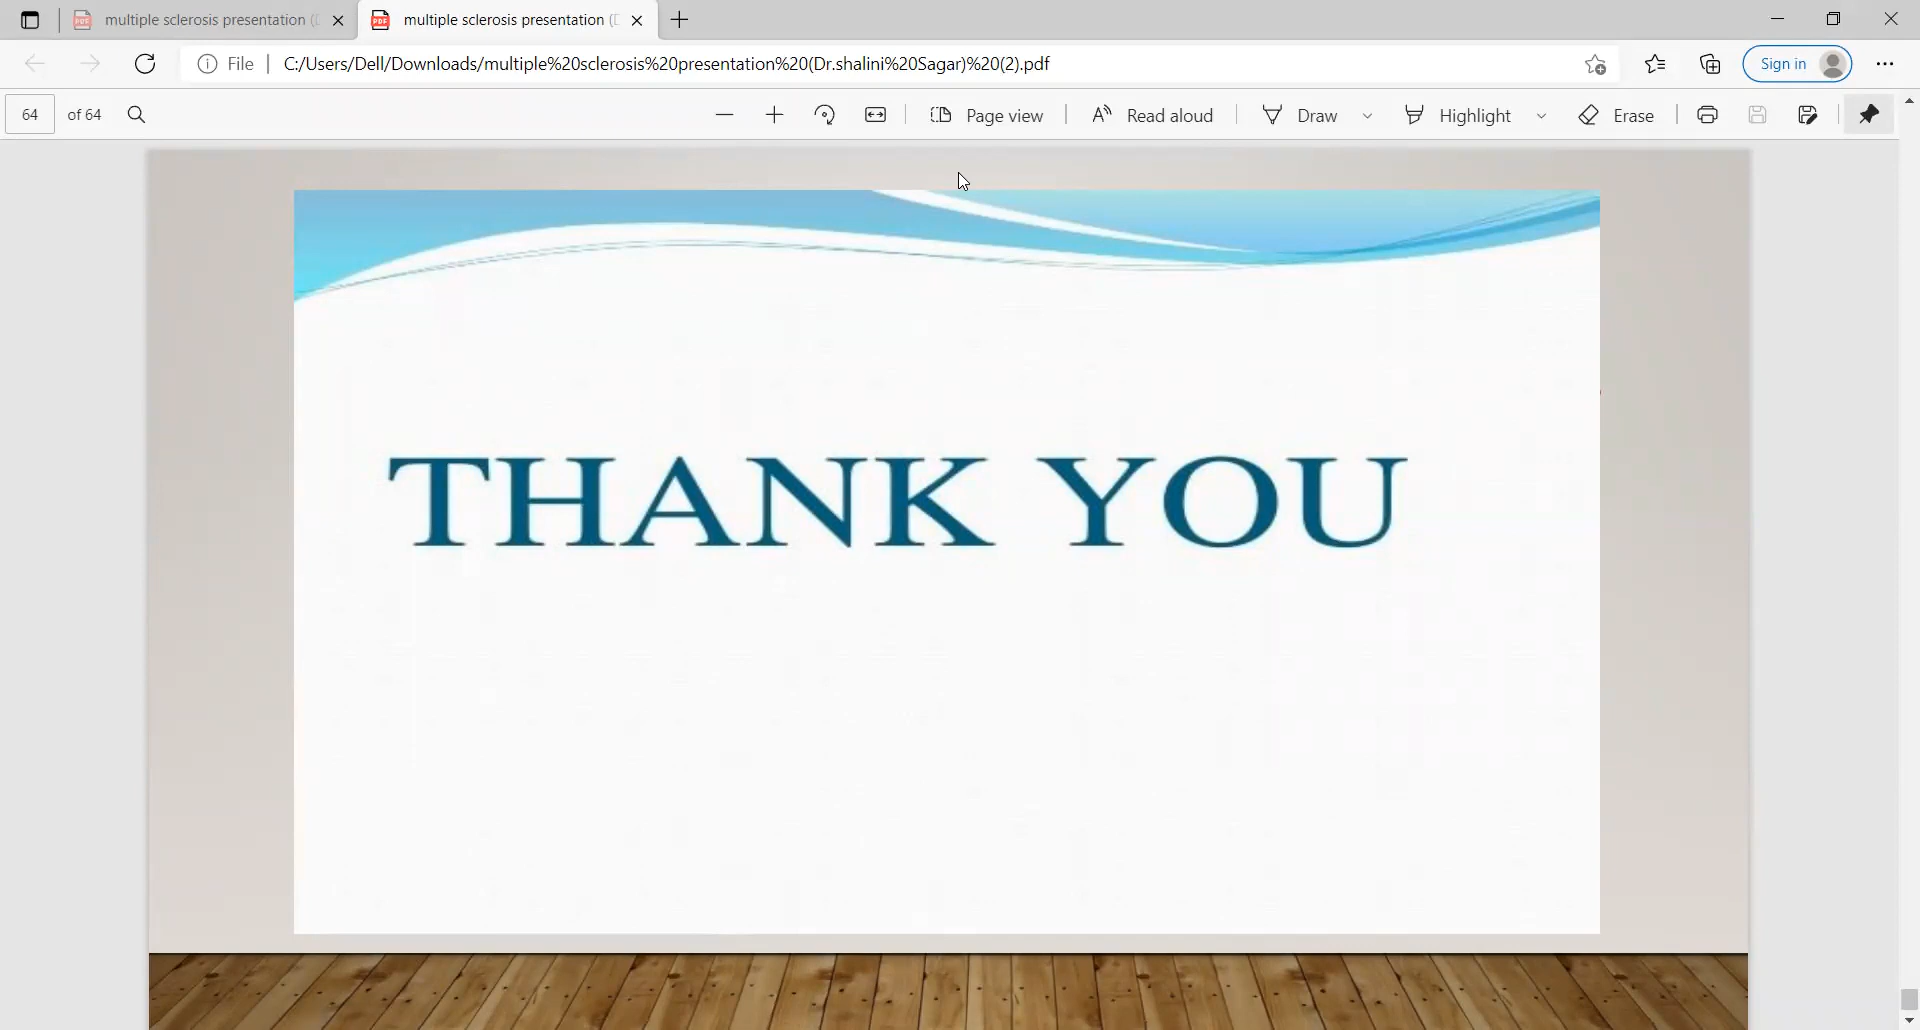 multiple sclerosis presentation (
multiple sclerosis presentation (
File
C:/Users/Dell/Downloads/multiple%20sclerosis%20presentation%20(Dr.shalini%20Sagar)%20(2).pdf
Sign in
64 of 64
Page view
Read aloud
Draw
Highlight
Erase
THANK YOU